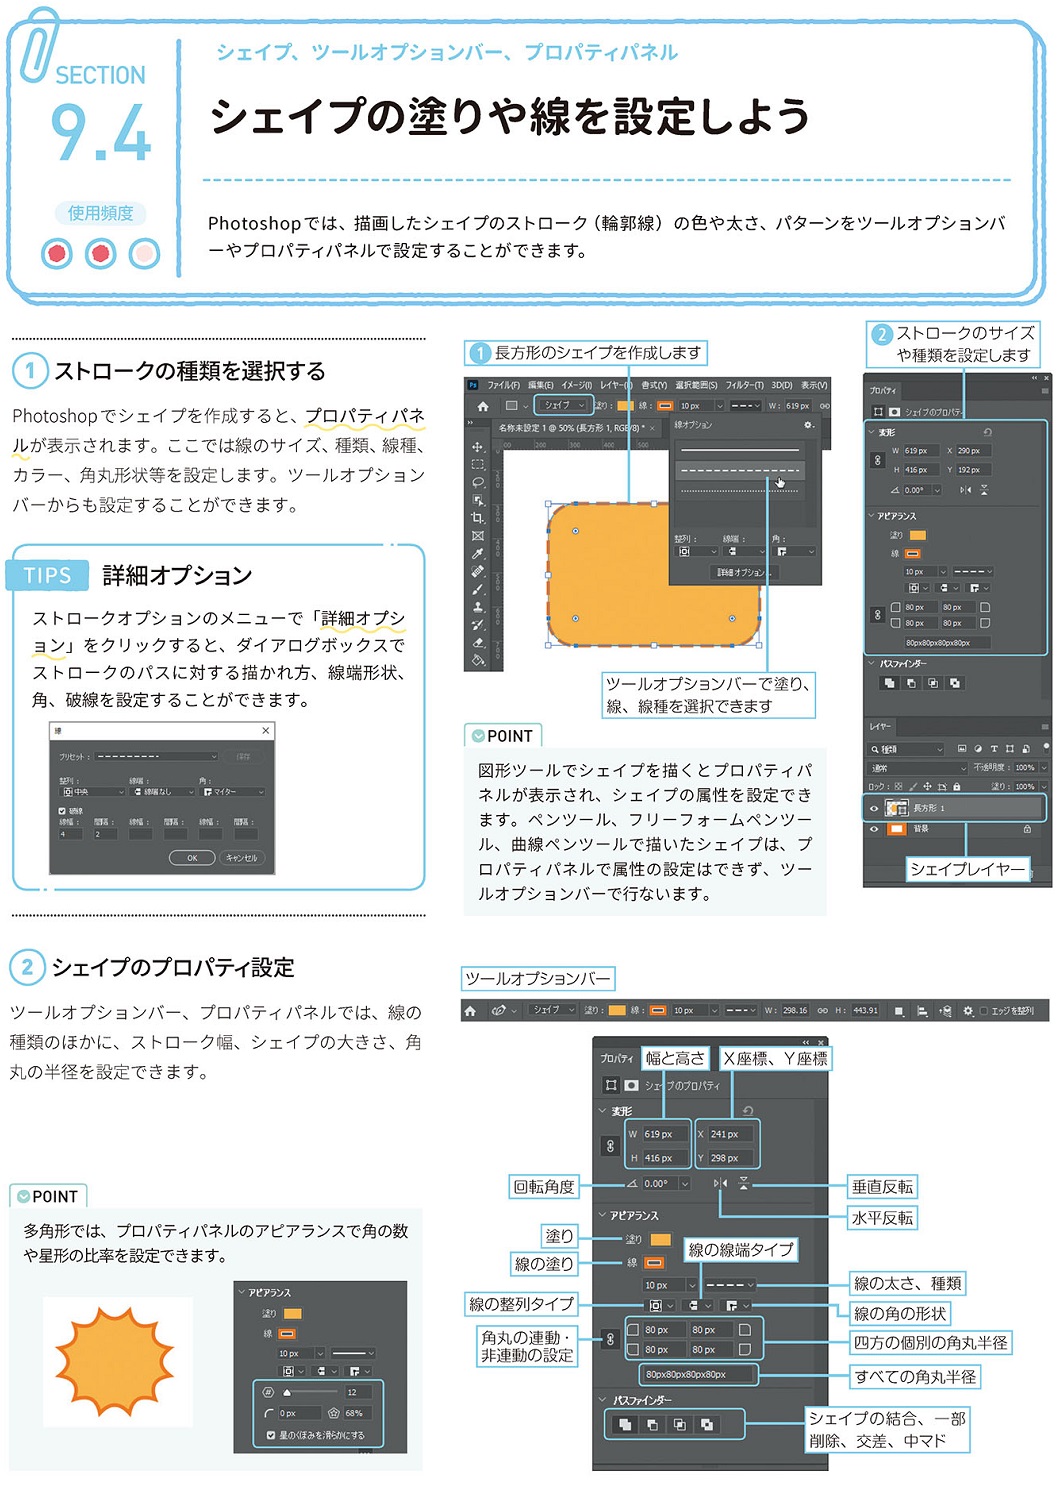 SECTION
9.4
使用頻度
シェイプ、ツールオプションバー、プロパティパネル
シェイプの塗りや線を設定しよう
Photoshopでは、描画したシェイプのストローク（輪郭線）の色や太さ、パターンをツールオプションバ
ーやプロパティパネルで設定することができます。
1 ストロークの種類を選択する
Photoshopでシェイプを作成すると、プロパティパネ
ルが表示されます。ここでは線のサイズ、種類、線種、
カラー、角丸形状等を設定します。ツールオプション
バーからも設定することができます。
TIPS 詳細オプション
ストロークオプションのメニューで「詳細オプシ
ョン」をクリックすると、ダイアログボックスで
ストロークのパスに対する描かれ方、線端形状、
角、破線を設定することができます。
線
プリセット：
保存
整列： 線端： 角：
中央 線端なし マイター
破線
線幅： 間隔： 線幅： 間隔： 線幅： 間隔：
4 2
OK キャンセル
1 長方形のシェイプを作成します
Ps ファイル(F) 編集(E) イメージ(I) レイヤー(L) 書式(Y) 選択範囲(S) フィルター(T) 3D(D) 表示(V)
シェイプ 塗り： 線： 10 px W： 619 px
名称未設定 1 @ 50% (長方形 1, RGB/8) *
線オプション
整列： 線端： 角：
詳細オプション...
ツールオプションバーで塗り、
線、線種を選択できます
POINT
図形ツールでシェイプを描くとプロパティパ
ネルが表示され、シェイプの属性を設定でき
ます。ペンツール、フリーフォームペンツー
ル、曲線ペンツールで描いたシェイプは、プ
ロパティパネルで属性の設定はできず、ツー
ルオプションバーで行ないます。
2 ストロークのサイズ
や種類を設定します
プロパティ
シェイプのプロパティ
変形
W 619 px X 290 px
H 416 px Y 192 px
0.00°
アピアランス
塗り
線
10 px
80 px 80 px
80 px 80 px
80px80px80px80px
パスファインダー
レイヤー
種類
通常 不透明度： 100%
ロック： 塗り： 100%
長方形 1
背景
シェイプレイヤー
2 シェイプのプロパティ設定
ツールオプションバー、プロパティパネルでは、線の
種類のほかに、ストローク幅、シェイプの大きさ、角
丸の半径を設定できます。
POINT
多角形では、プロパティパネルのアピアランスで角の数
や星形の比率を設定できます。
アピアランス
塗り
線
10 px
12
0 px 68%
星のくぼみを滑らかにする
ツールオプションバー
シェイプ 塗り： 線： 10 px W： 298.16 H： 443.91 エッジを整列
プロパティ
幅と高さ
X座標、Y座標
シェイプのプロパティ
変形
W 619 px X 241 px
H 416 px Y 298 px
回転角度
0.00°
垂直反転
水平反転
アピアランス
塗り
塗り
線の線端タイプ
線の塗り
線
10 px
線の太さ、種類
線の整列タイプ
線の角の形状
角丸の連動・
非連動の設定
80 px 80 px
80 px 80 px
四方の個別の角丸半径
80px80px80px80px
すべての角丸半径
パスファインダー
シェイプの結合、一部
削除、交差、中マド